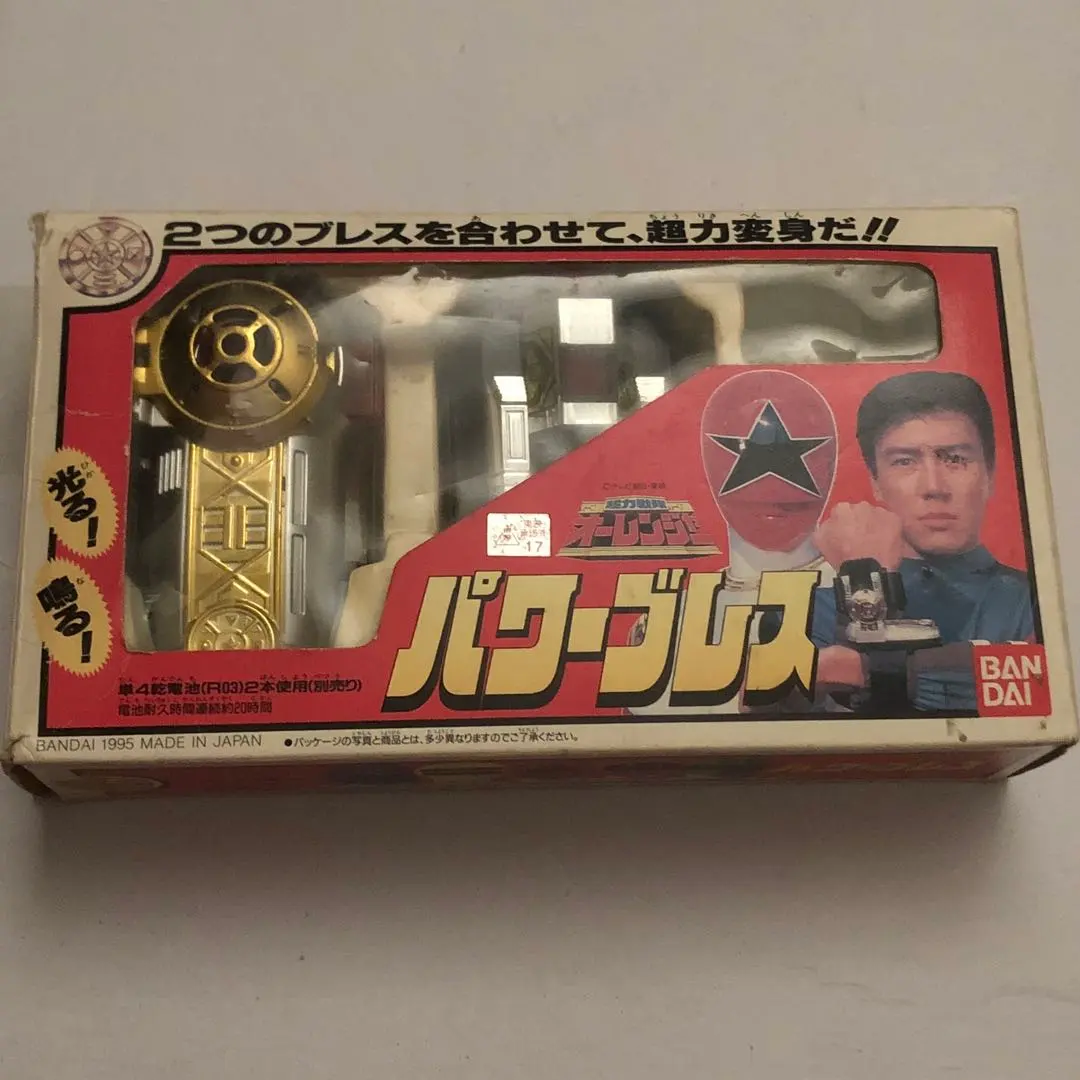 2つのブレスを合わせて、超力変身だ!!
光る!
鳴る!
超力戦隊
オーレンジャー
17
パワーブレス
単4乾電池(R03)2本使用(別売り)
電池耐久時間連続約20時間
BAN
DAI
BANDAI 1995 MADE IN JAPAN
●パッケージの写真と商品とは、多少異なりますのでご了承ください。